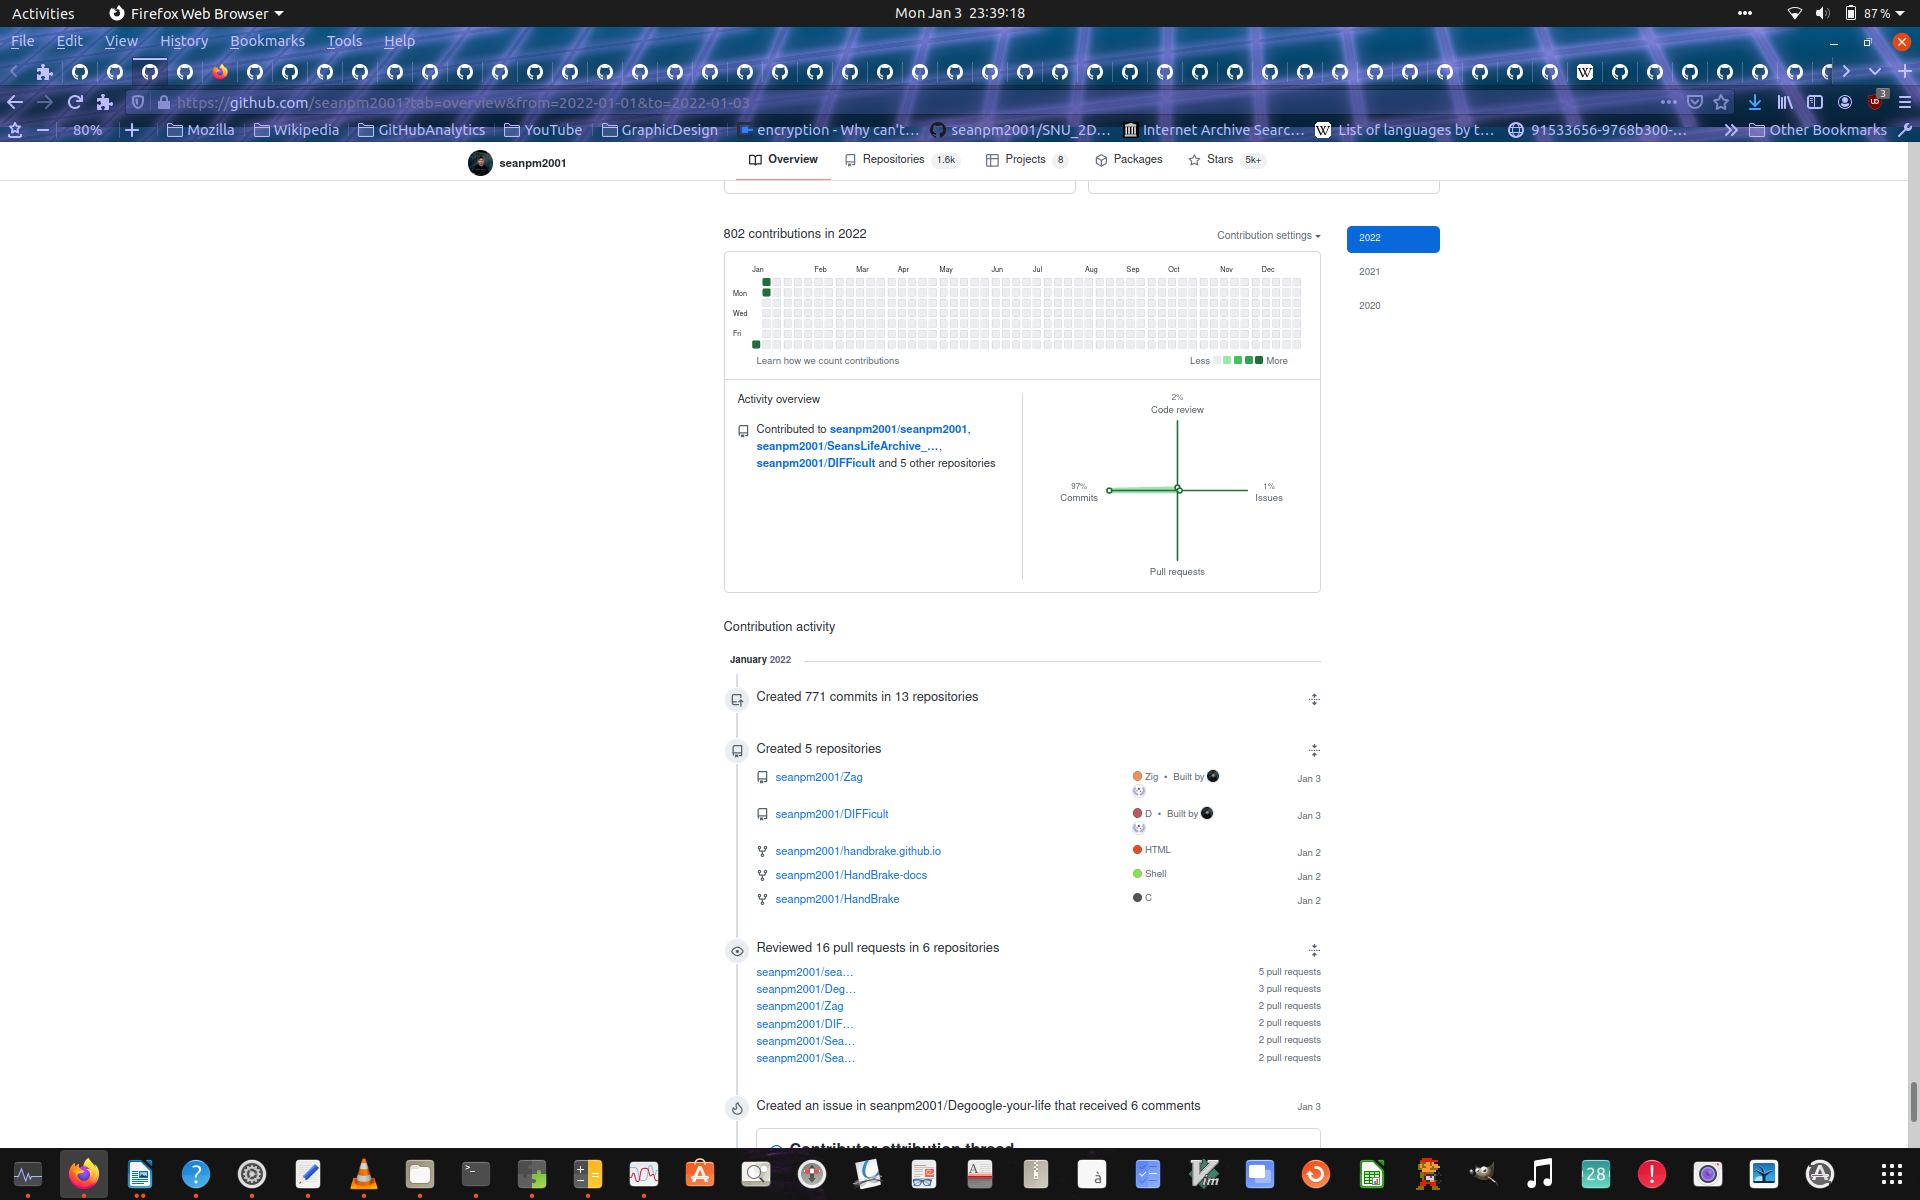 Activities
Firefox Web Browser
Mon Jan 3 23:39:18
87 %
File Edit View History Bookmarks Tools Help
https://github.com/seanpm2001?tab=overview&from=2022-01-01&to=2022-01-03
3
80%
Mozilla
Wikipedia
GitHubAnalytics
YouTube
GraphicDesign
encryption - Why can't...
seanpm2001/SNU_2D...
Internet Archive Searc...
List of languages by t...
91533656-9768b300-...
Other Bookmarks
seanpm2001
Overview
Repositories 1.6k
Projects 8
Packages
Stars 5k+
802 contributions in 2022
Contribution settings
2022
2021
2020
Jan Feb Mar Apr May Jun Jul Aug Sep Oct Nov Dec
Mon
Wed
Fri
Learn how we count contributions
Less More
Activity overview
Contributed to seanpm2001/seanpm2001,
seanpm2001/SeansLifeArchive_...,
seanpm2001/DIFFicult and 5 other repositories
2%
Code review
97%
Commits
1%
Issues
Pull requests
Contribution activity
January 2022
Created 771 commits in 13 repositories
Created 5 repositories
seanpm2001/Zag Zig • Built by Jan 3
seanpm2001/DIFFicult D • Built by Jan 3
seanpm2001/handbrake.github.io HTML Jan 2
seanpm2001/HandBrake-docs Shell Jan 2
seanpm2001/HandBrake C Jan 2
Reviewed 16 pull requests in 6 repositories
seanpm2001/sea... 5 pull requests
seanpm2001/Deg... 3 pull requests
seanpm2001/Zag 2 pull requests
seanpm2001/DIF... 2 pull requests
seanpm2001/Sea... 2 pull requests
seanpm2001/Sea... 2 pull requests
Created an issue in seanpm2001/Degoogle-your-life that received 6 comments Jan 3
Contributor attribution thread
28